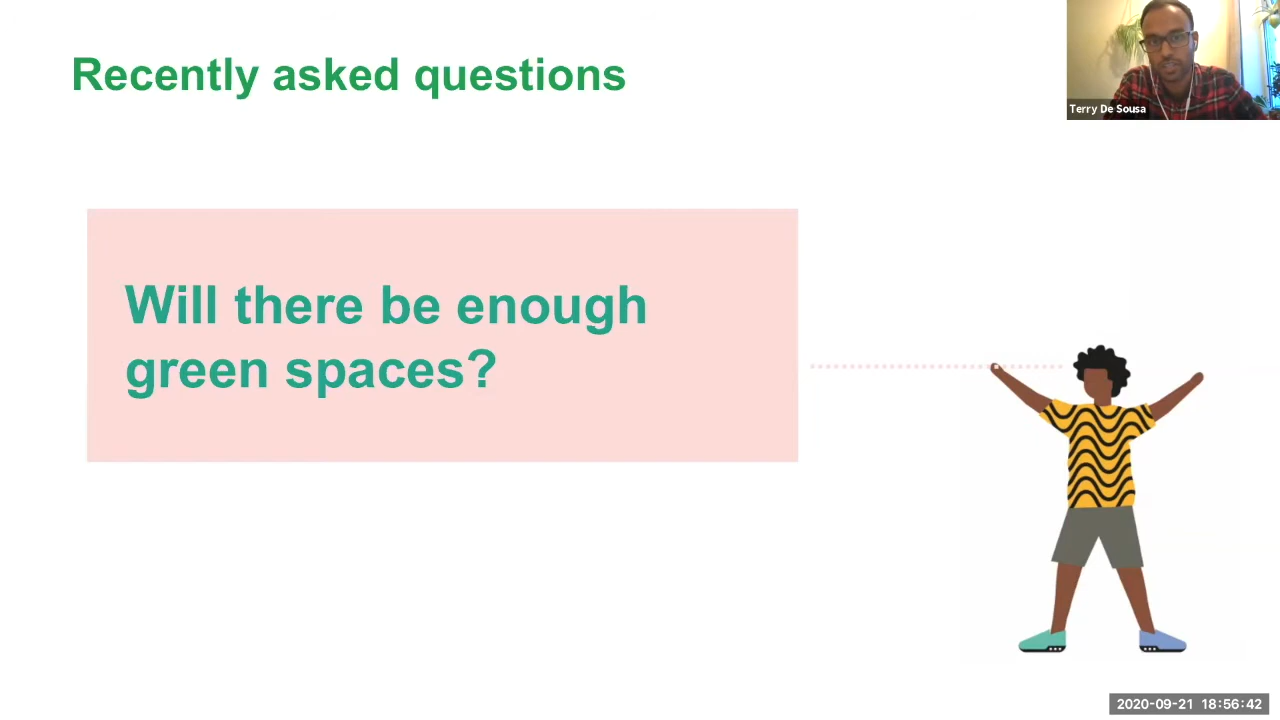 Recently asked questions
Terry De Sousa
Will there be enough
green spaces?
2020-09-21 18:56:42